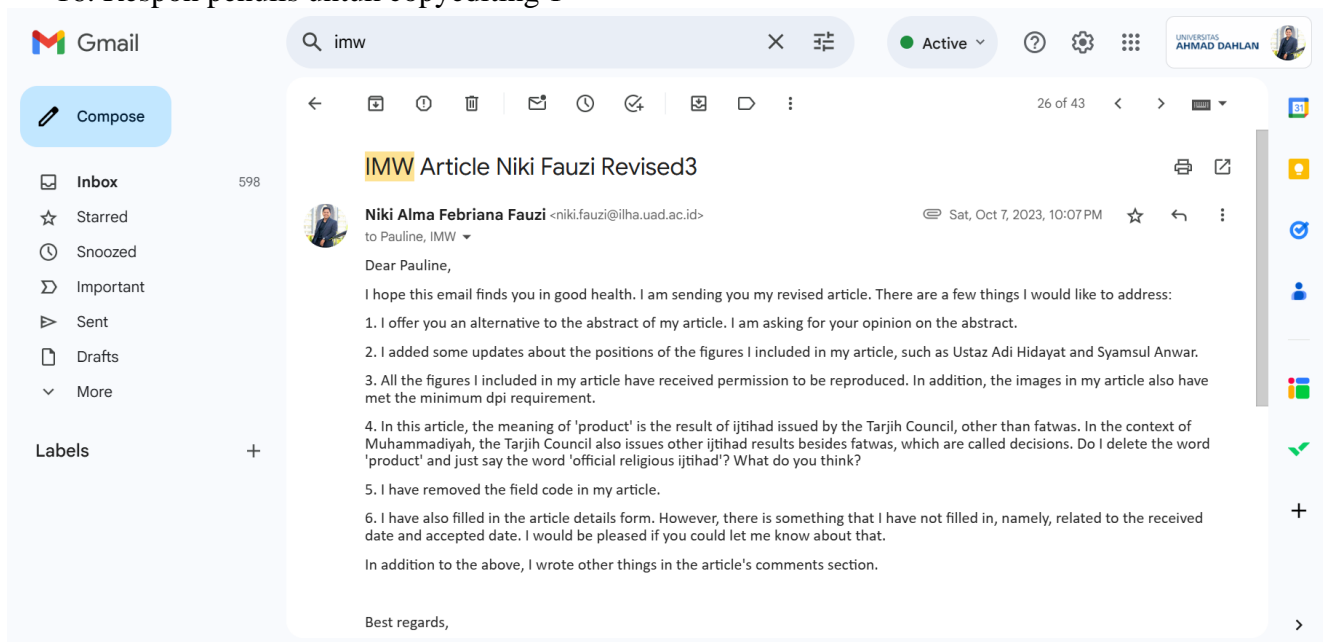 Gmail
imw
Active
UNIVERSITAS
AHMAD DAHLAN
Compose
26 of 43
31
Inbox 598
Starred
Snoozed
Important
Sent
Drafts
More
Labels
IMW Article Niki Fauzi Revised3
Niki Alma Febriana Fauzi <niki.fauzi@ilha.uad.ac.id> Sat, Oct 7, 2023, 10:07 PM
to Pauline, IMW
Dear Pauline,
I hope this email finds you in good health. I am sending you my revised article. There are a few things I would like to address:
1. I offer you an alternative to the abstract of my article. I am asking for your opinion on the abstract.
2. I added some updates about the positions of the figures I included in my article, such as Ustaz Adi Hidayat and Syamsul Anwar.
3. All the figures I included in my article have received permission to be reproduced. In addition, the images in my article also have
met the minimum dpi requirement.
4. In this article, the meaning of 'product' is the result of ijtihad issued by the Tarjih Council, other than fatwas. In the context of
Muhammadiyah, the Tarjih Council also issues other ijtihad results besides fatwas, which are called decisions. Do I delete the word
'product' and just say the word 'official religious ijtihad'? What do you think?
5. I have removed the field code in my article.
6. I have also filled in the article details form. However, there is something that I have not filled in, namely, related to the received
date and accepted date. I would be pleased if you could let me know about that.
In addition to the above, I wrote other things in the article's comments section.
Best regards,